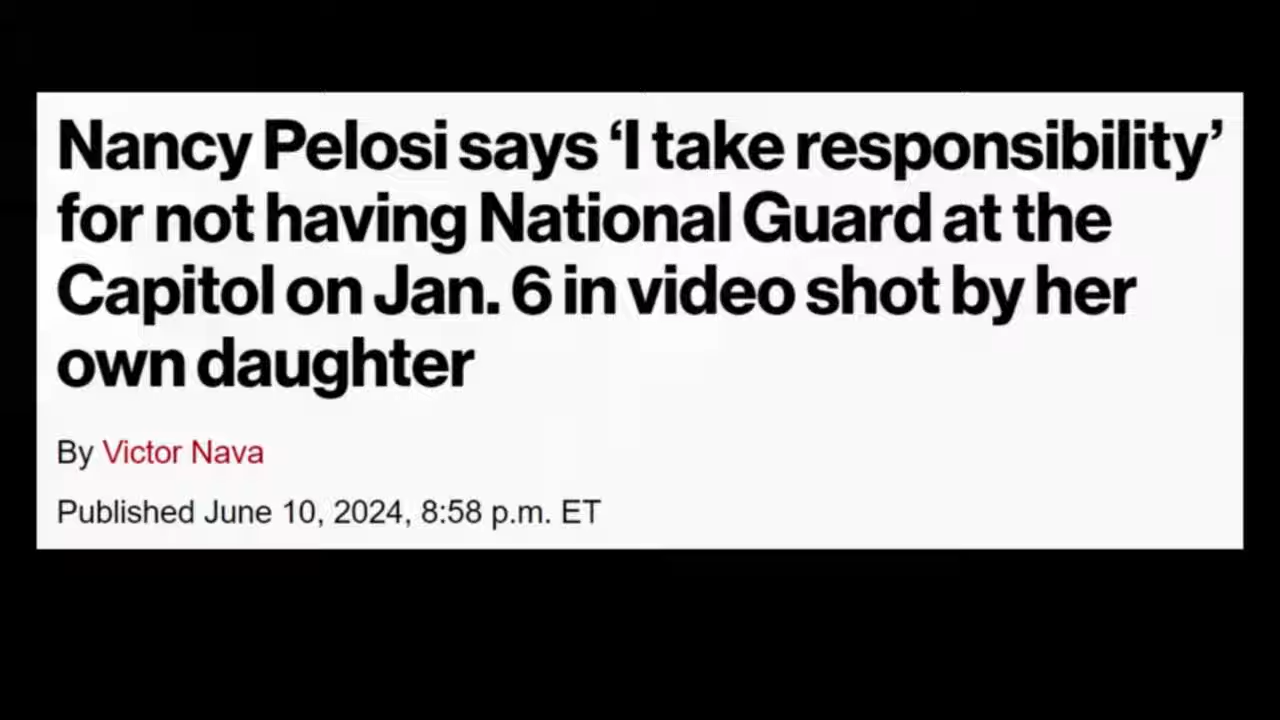 Nancy Pelosi says ‘I take responsibility’
for not having National Guard at the
Capitol on Jan. 6 in video shot by her
own daughter
By Victor Nava
Published June 10, 2024, 8:58 p.m. ET